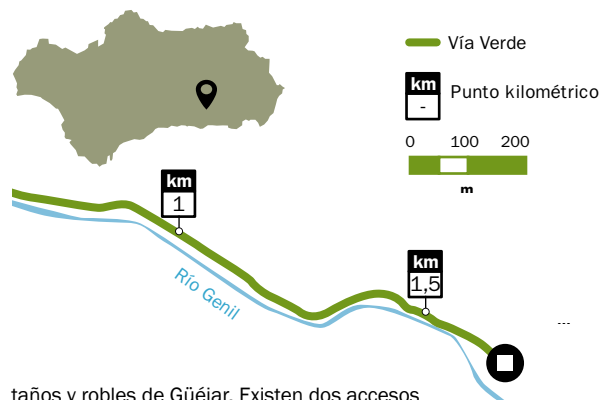 Vía Verde
km
-
Punto kilométrico
0 100 200
m
km
1
Río Genil
km
1,5
---
taños y robles de Güéjar. Existen dos accesos